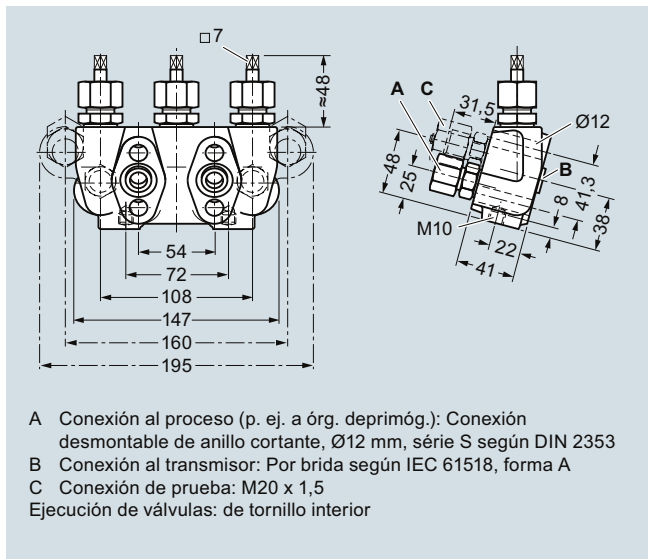 □7
≈48
A
C
31,5
Ø12
B
48
25
M10
8
41,3
38
22
41
54
72
108
147
160
195
A Conexión al proceso (p. ej. a órg. deprimóg.): Conexión
desmontable de anillo cortante, Ø12 mm, série S según DIN 2353
B Conexión al transmisor: Por brida según IEC 61518, forma A
C Conexión de prueba: M20 x 1,5
Ejecución de válvulas: de tornillo interior